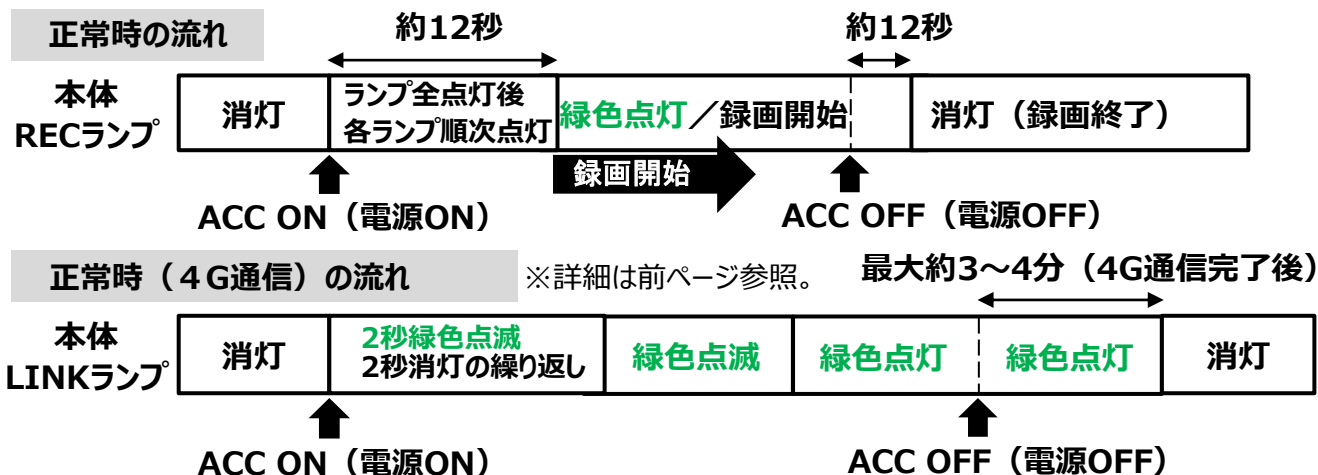 正常時の流れ
約12秒
約12秒
本体
RECランプ
消灯
ランプ全点灯後
各ランプ順次点灯
緑色点灯／録画開始
消灯（録画終了）
録画開始
ACC ON（電源ON）
ACC OFF（電源OFF）
正常時（４G通信）の流れ
※詳細は前ページ参照。
最大約3～4分（4G通信完了後）
本体
LINKランプ
消灯
2秒緑色点滅
2秒消灯の繰り返し
緑色点滅
緑色点灯
緑色点灯
消灯
ACC ON（電源ON）
ACC OFF（電源OFF）